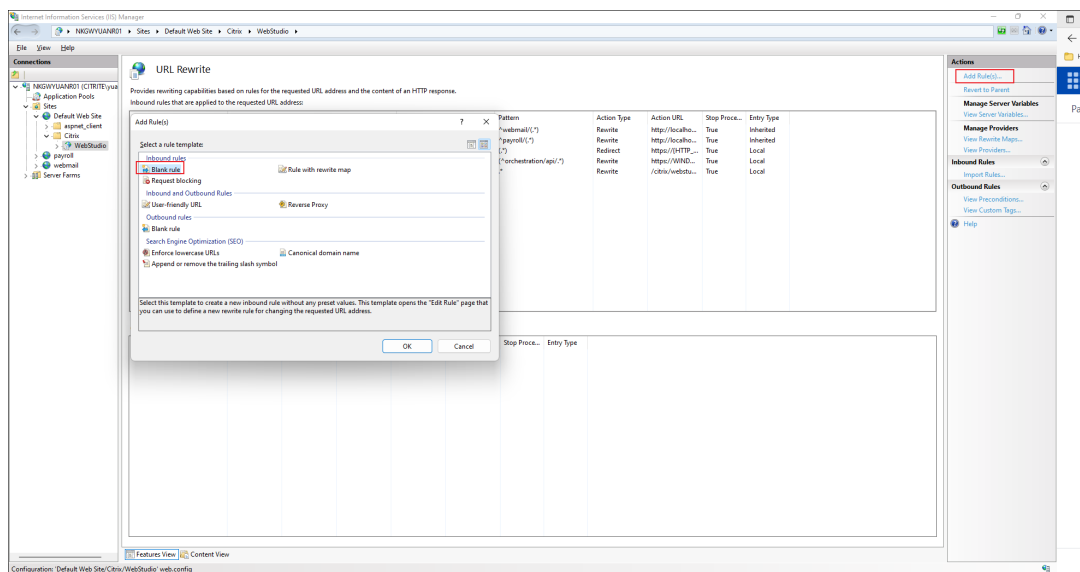 Internet Information Services (IIS) Manager
NKGWYUANR01 Sites Default Web Site Citrix WebStudio
File View Help
Connections
NKGWYUANR01 (CITRITE\yua
Application Pools
Sites
Default Web Site
aspnet_client
Citrix
WebStudio
payroll
webmail
Server Farms
URL Rewrite
Provides rewriting capabilities based on rules for the requested URL address and the content of an HTTP response.
Inbound rules that are applied to the requested URL address:
Pattern Action Type Action URL Stop Proce... Entry Type
^webmail/(.*) Rewrite http://localho... True Inherited
^payroll/(.*) Rewrite http://localho... True Inherited
(.*) Redirect https://{HTTP_... True Local
(^orchestration/api/.*) Rewrite https://WIND... True Local
.* Rewrite /citrix/webstu... True Local
Add Rule(s) ?
Select a rule template:
Inbound rules
Blank rule Rule with rewrite map
Request blocking
Inbound and Outbound Rules
User-friendly URL Reverse Proxy
Outbound rules
Blank rule
Search Engine Optimization (SEO)
Enforce lowercase URLs Canonical domain name
Append or remove the trailing slash symbol
Select this template to create a new inbound rule without any preset values. This template opens the "Edit Rule" page that
you can use to define a new rewrite rule for changing the requested URL address.
OK Cancel
Stop Proce... Entry Type
Features View Content View
Configuration: 'Default Web Site/Citrix/WebStudio' web.config
Actions
Add Rule(s)...
Revert to Parent
Manage Server Variables
View Server Variables...
Manage Providers
View Rewrite Maps...
View Providers...
Inbound Rules
Import Rules...
Outbound Rules
View Preconditions...
View Custom Tags...
Help
Pa